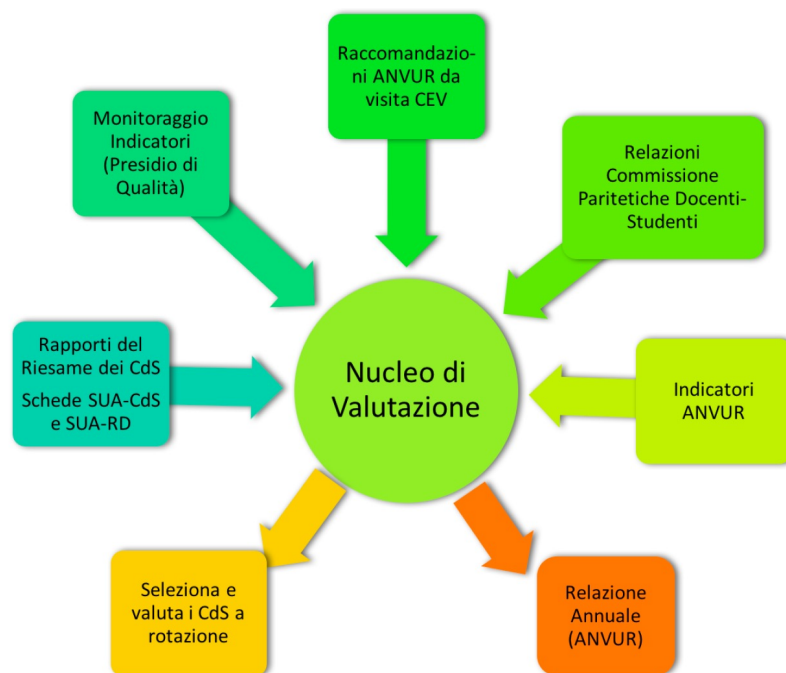 Raccomandazio-
ni ANVUR da
visita CEV
Monitoraggio
Indicatori
(Presidio di
Qualità)
Relazioni
Commissione
Paritetiche Docenti-
Studenti
Rapporti del
Riesame dei CdS
Schede SUA-CdS
e SUA-RD
Nucleo di
Valutazione
Indicatori
ANVUR
Seleziona e
valuta i CdS a
rotazione
Relazione
Annuale
(ANVUR)